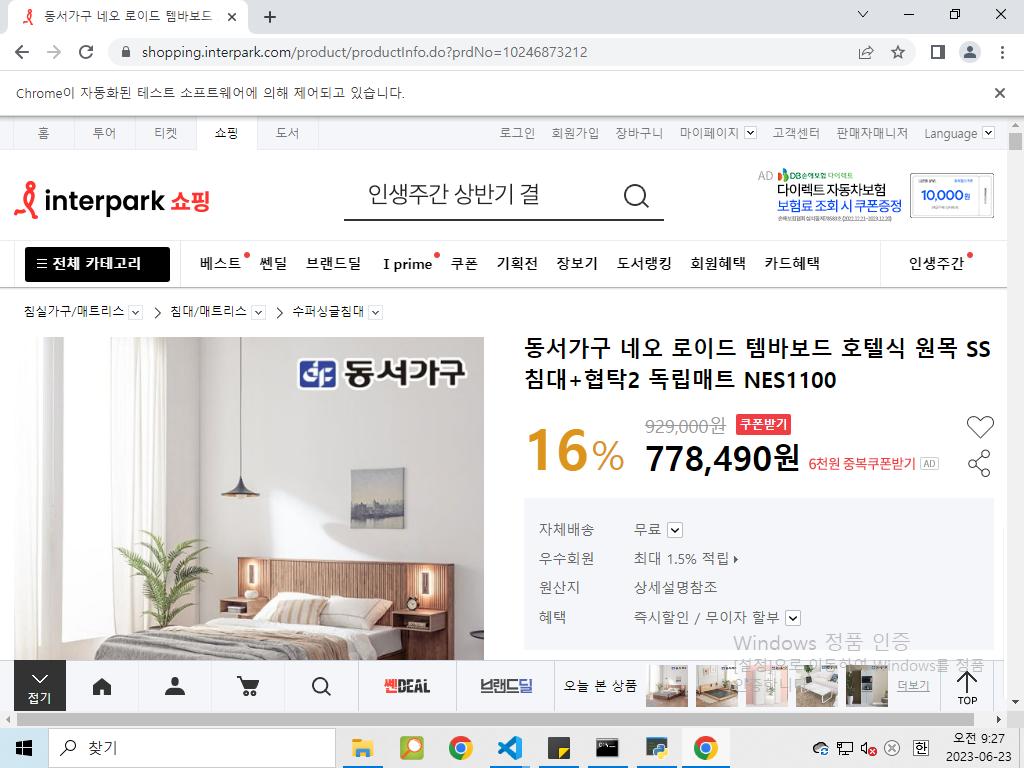 동서가구 네오 로이드 템바보드
shopping.interpark.com/product/productInfo.do?prdNo=10246873212
Chrome이 자동화된 테스트 소프트웨어에 의해 제어되고 있습니다.
홈 투어 티켓 쇼핑 도서 로그인 회원가입 장바구니 마이페이지 고객센터 판매자매니저 Language
AD DB손해보험 다이렉트
다이렉트 자동차보험
보험료 조회 시 쿠폰증정
10,000원
interpark 쇼핑
인생주간 상반기 결
전체 카테고리 베스트 쎈딜 브랜드딜 I prime 쿠폰 기획전 장보기 도서랭킹 회원혜택 카드혜택 인생주간
침실가구/매트리스 침대/매트리스 수퍼싱글침대
동서가구
동서가구 네오 로이드 템바보드 호텔식 원목 SS
침대+협탁2 독립매트 NES1100
16% 929,000원 쿠폰받기
778,490원 6천원 중복쿠폰받기 AD
자체배송 무료
우수회원 최대 1.5% 적립
원산지 상세설명참조
혜택 즉시할인 / 무이자 할부
Windows 정품 인증
[설정]으로 이동하여 Windows를 정품
인증합니다.
접기 쎈DEAL 브랜드딜 오늘 본 상품 더보기 TOP
찾기
한
오전 9:27
2023-06-23